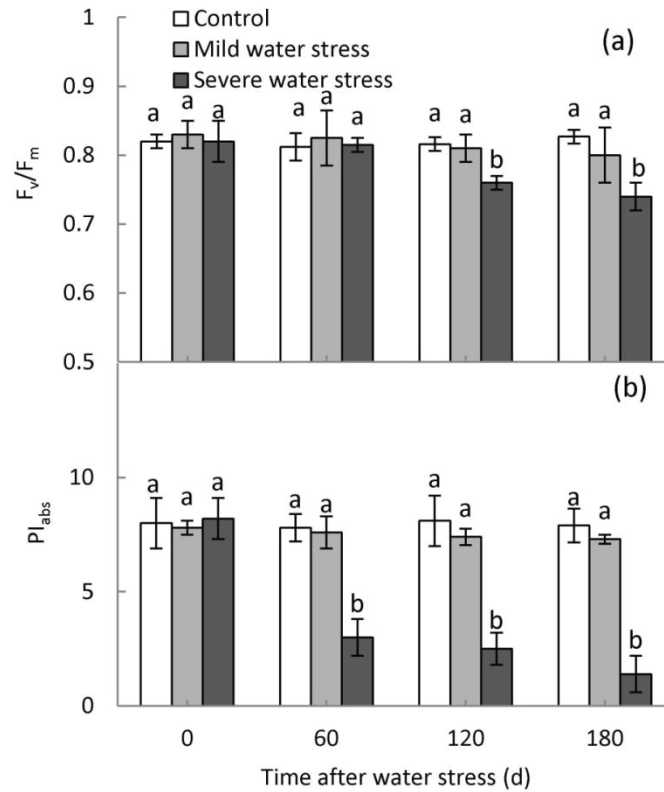 1
Control
(a)
Mild water stress
0.9
Severe water stress
a a a a a a a a a a
0.8
b b
Fv/Fm
0.7
0.6
0.5
(b)
10
a a a a a a a a a
PIabs
5
b b b
0
0 60 120 180
Time after water stress (d)